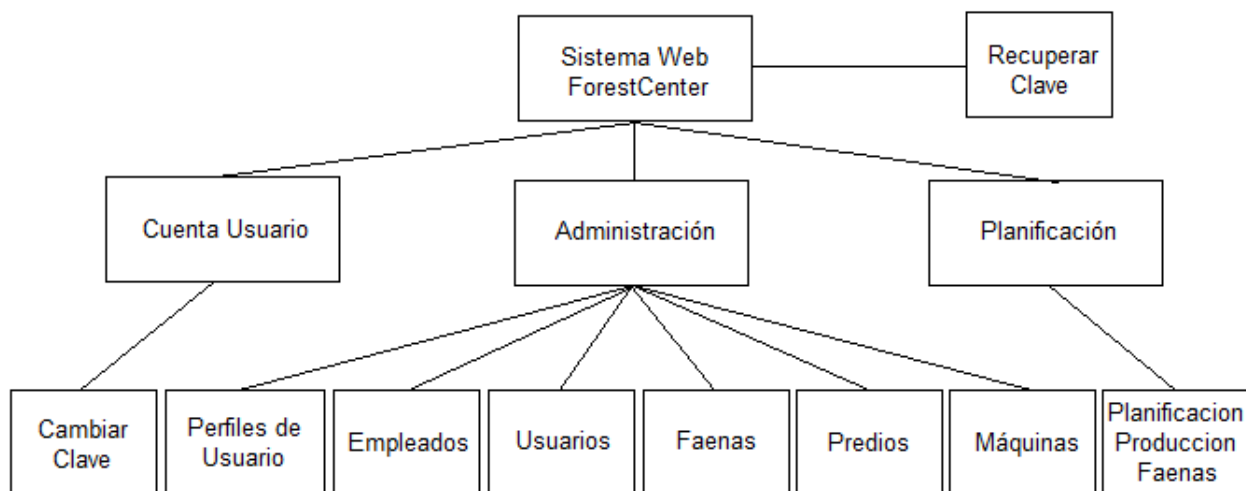 Sistema Web
ForestCenter
Recuperar
Clave
Cuenta Usuario
Administración
Planificación
Cambiar
Clave
Perfiles de
Usuario
Empleados
Usuarios
Faenas
Predios
Máquinas
Planificacion
Produccion
Faenas